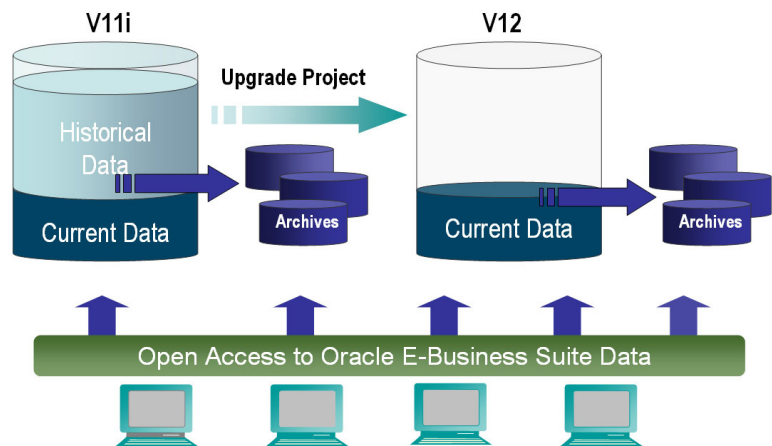 V11i
V12
Upgrade Project
Historical
Data
Archives
Archives
Current Data
Current Data
Open Access to Oracle E-Business Suite Data